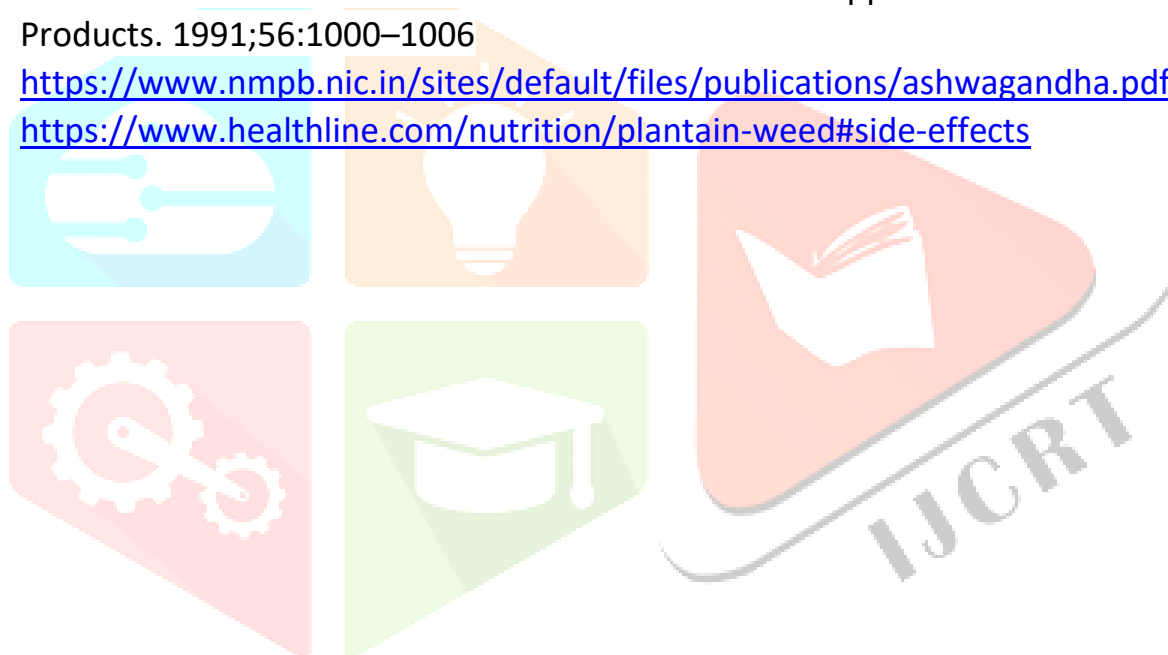 Products. 1991;56:1000–1006
https://www.nmpb.nic.in/sites/default/files/publications/ashwagandha.pdf
https://www.healthline.com/nutrition/plantain-weed#side-effects
IJCRT